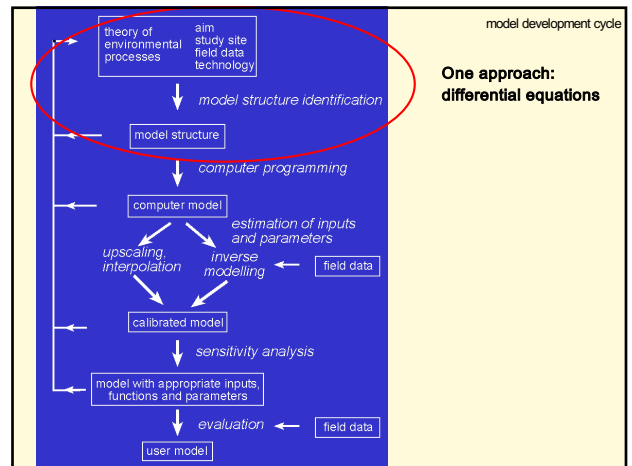 model development cycle
theory of
environmental
processes
aim
study site
field data
technology
One approach:
differential equations
model structure identification
model structure
computer programming
computer model
estimation of inputs
and parameters
upscaling,
interpolation
inverse
modelling
field data
calibrated model
sensitivity analysis
model with appropriate inputs,
functions and parameters
evaluation
field data
user model